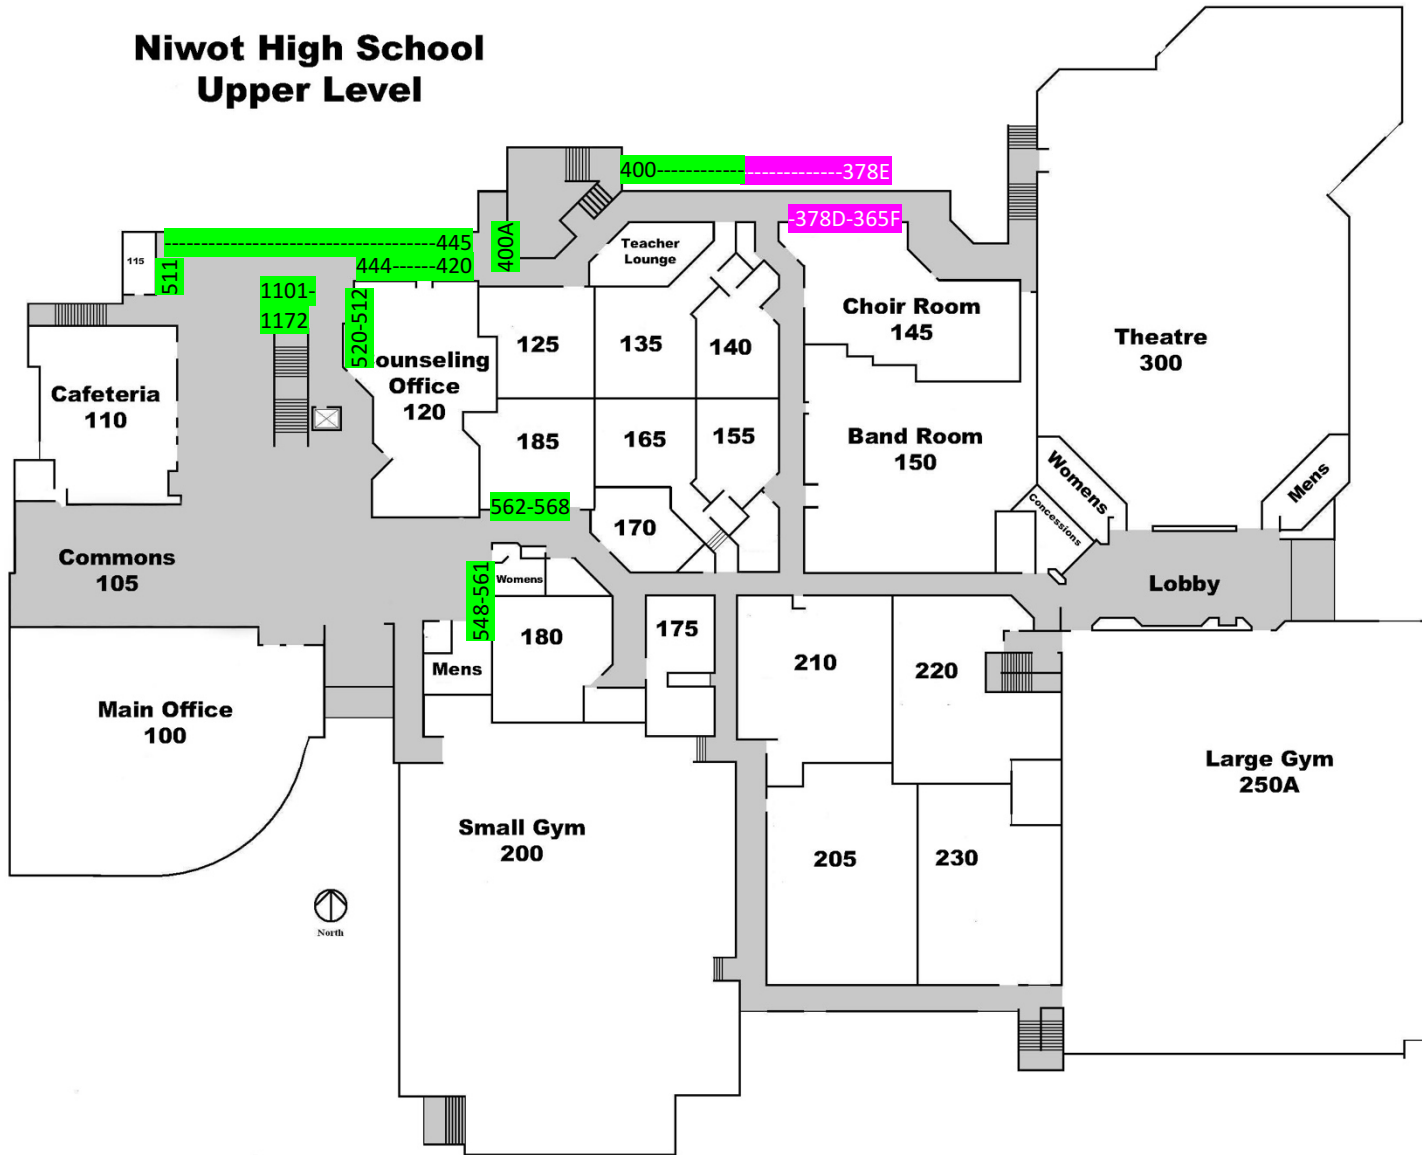 Niwot High School
Upper Level
400-------------------------378E
-378D-365F
Teacher
Lounge
400A
---------------------------------445
444------420
115
511
1101-
1172
520-512
Counseling
Office
120
125
135
140
Choir Room
145
Theatre
300
Cafeteria
110
185
165
155
Band Room
150
Womens
Mens
Concessions
562-568
170
Commons
105
Womens
548-561
Lobby
180
175
210
220
Mens
Main Office
100
Large Gym
250A
Small Gym
200
205
230
North